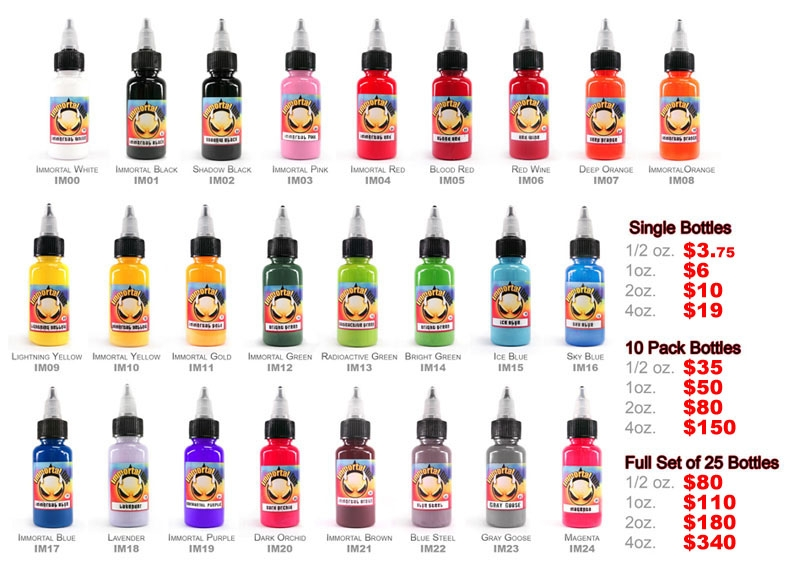 Immortal White Immortal Black Shadow Black Immortal Pink Immortal Red Blood Red Red Wine Deep Orange ImmortalOrange
IM00 IM01 IM02 IM03 IM04 IM05 IM06 IM07 IM08
Lightning Yellow Immortal Yellow Immortal Gold Immortal Green Radioactive Green Bright Green Ice Blue Sky Blue
IM09 IM10 IM11 IM12 IM13 IM14 IM15 IM16
Immortal Blue Lavender Immortal Purple Dark Orchid Immortal Brown Blue Steel Gray Goose Magenta
IM17 IM18 IM19 IM20 IM21 IM22 IM23 IM24
Single Bottles
1/2 oz. $3.75
1oz. $6
2oz. $10
4oz. $19
10 Pack Bottles
1/2 oz. $35
1oz. $50
2oz. $80
4oz. $150
Full Set of 25 Bottles
1/2 oz. $80
1oz. $110
2oz. $180
4oz. $340